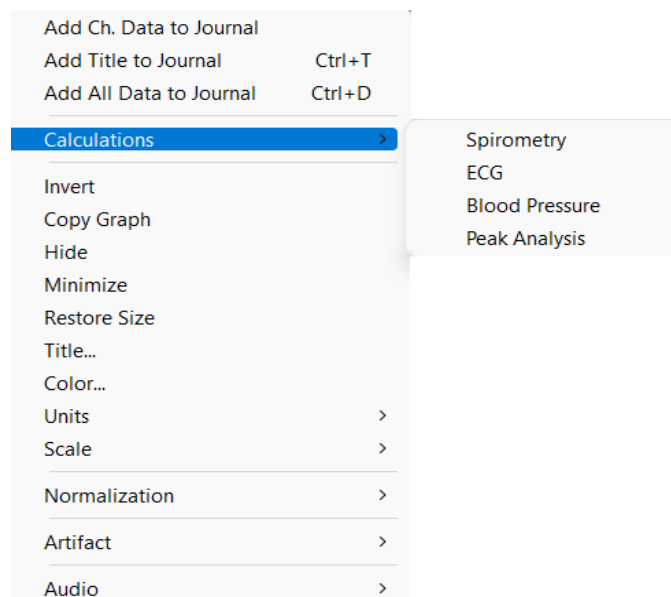 Add Ch. Data to Journal
Add Title to Journal Ctrl+T
Add All Data to Journal Ctrl+D
Calculations >
Invert
Copy Graph
Hide
Minimize
Restore Size
Title...
Color...
Units >
Scale >
Normalization >
Artifact >
Audio >
Spirometry
ECG
Blood Pressure
Peak Analysis